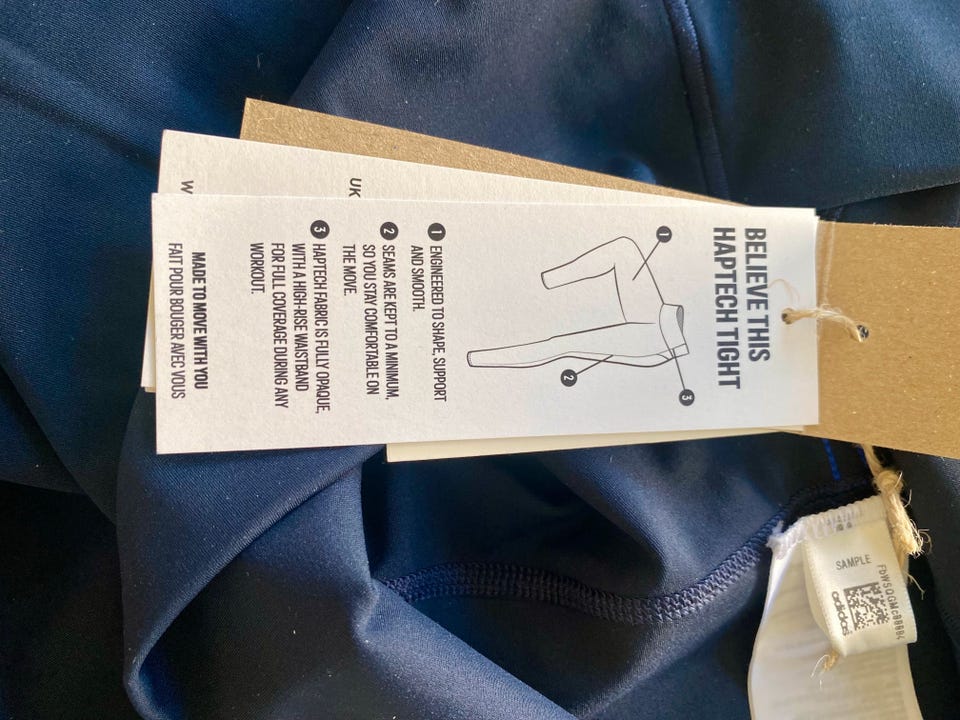 BELIEVE THIS
HAPTECH TIGHT
1
2
3
1 ENGINEERED TO SHAPE, SUPPORT
AND SMOOTH.
2 SEAMS ARE KEPT TO A MINIMUM,
SO YOU STAY COMFORTABLE ON
THE MOVE.
3 HAPTECH FABRIC IS FULLY OPAQUE,
WITH A HIGH-RISE WAISTBAND
FOR FULL COVERAGE DURING ANY
WORKOUT.
MADE TO MOVE WITH YOU
FAIT POUR BOUGER AVEC VOUS
UK
W
SAMPLE
adidas